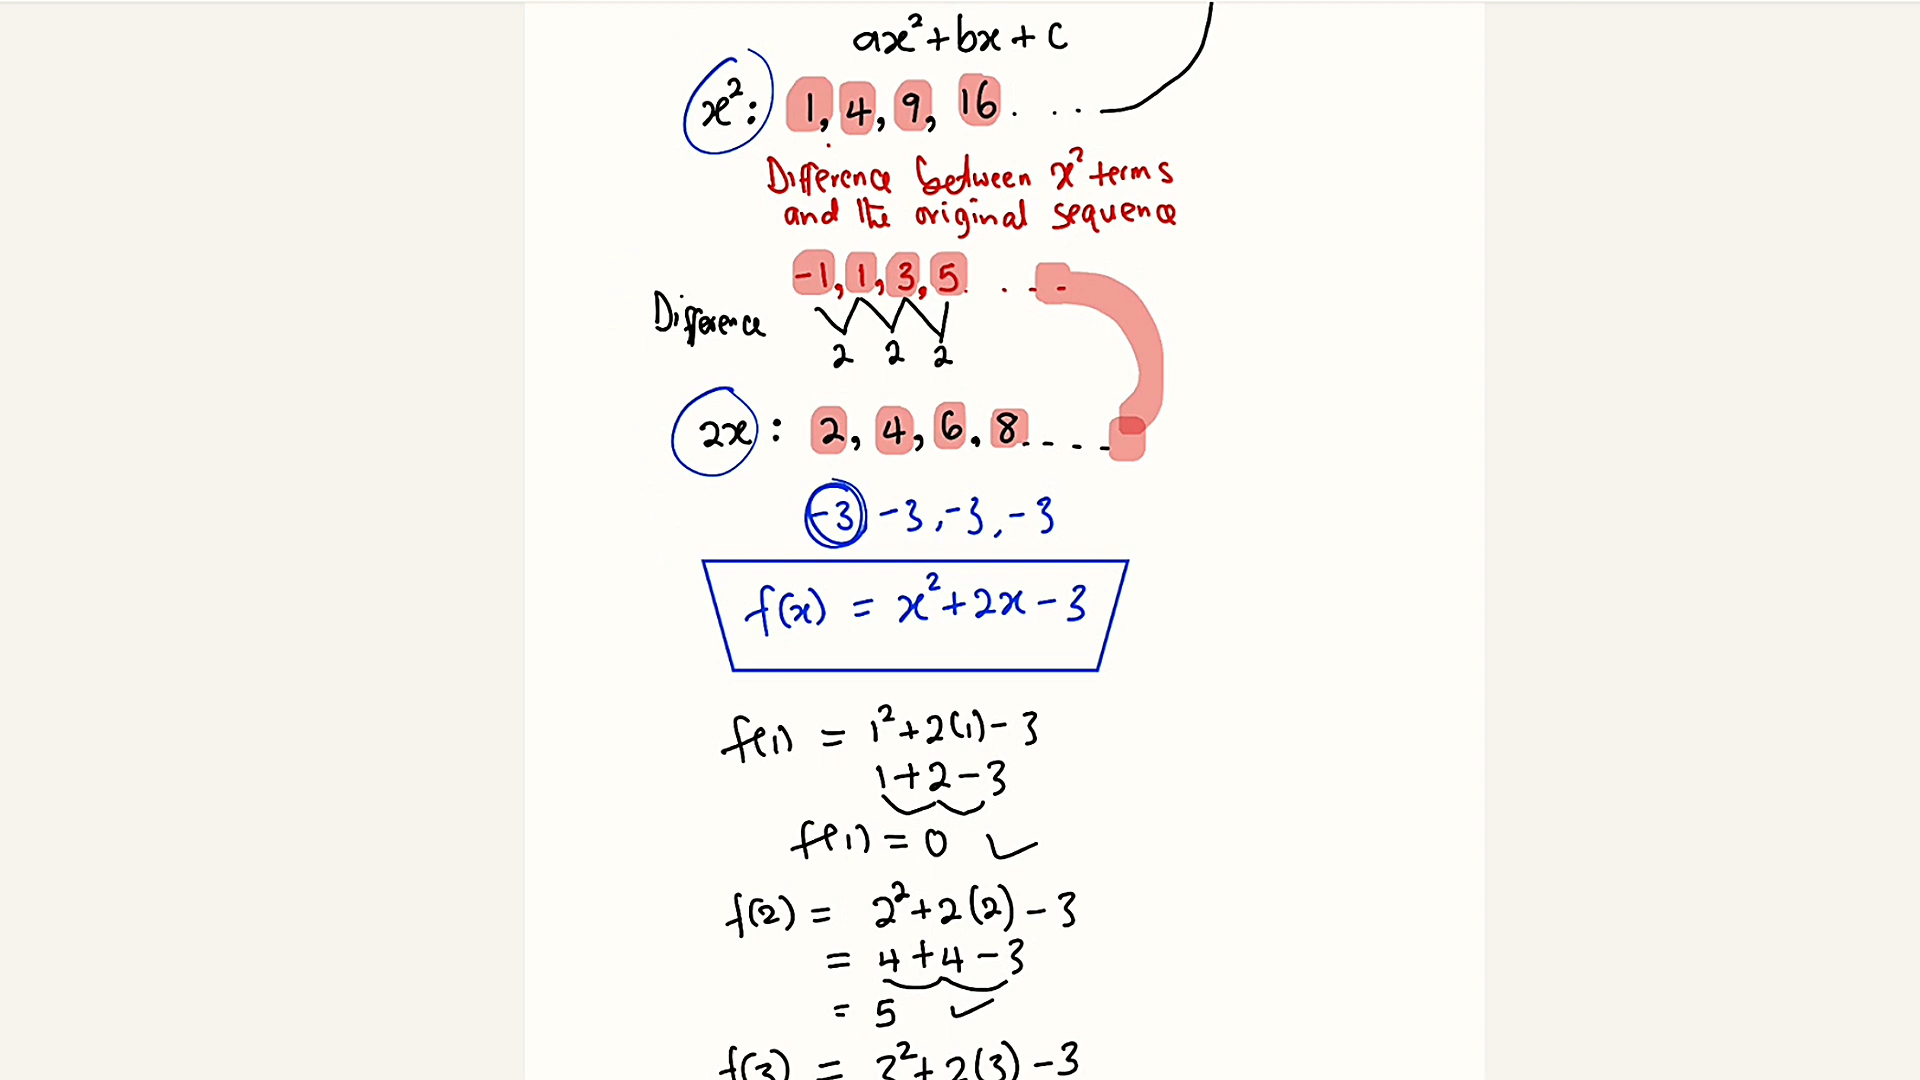 ax²+bx+c
x²: 1, 4, 9, 16. ...
Difference between x² terms
and the original sequence
-1, 1, 3, 5. . - -
Difference
2 2 2
2x: 2, 4, 6, 8. - - - -
-3 -3, -3, -3
f(x) = x²+2x-3
f(1) = 1²+2(1)-3
1+2-3
f(1) = 0 ✓
f(2) = 2²+2(2)-3
= 4+4-3
= 5 ✓
f(3) = 3²+2(3)-3